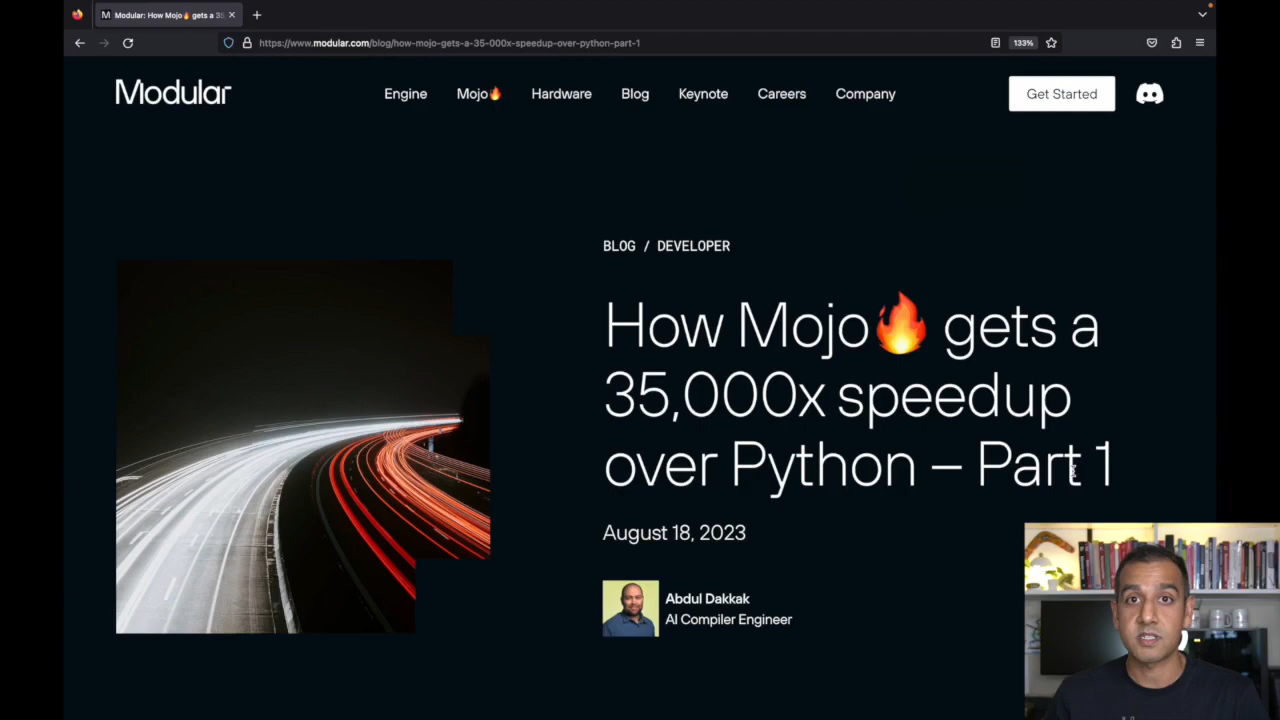 Modular: How Mojo🔥 gets a 35
https://www.modular.com/blog/how-mojo-gets-a-35-000x-speedup-over-python-part-1
133%
Modular
Engine
Mojo🔥
Hardware
Blog
Keynote
Careers
Company
Get Started
BLOG / DEVELOPER
How Mojo🔥 gets a
35,000x speedup
over Python – Part 1
August 18, 2023
Abdul Dakkak
AI Compiler Engineer